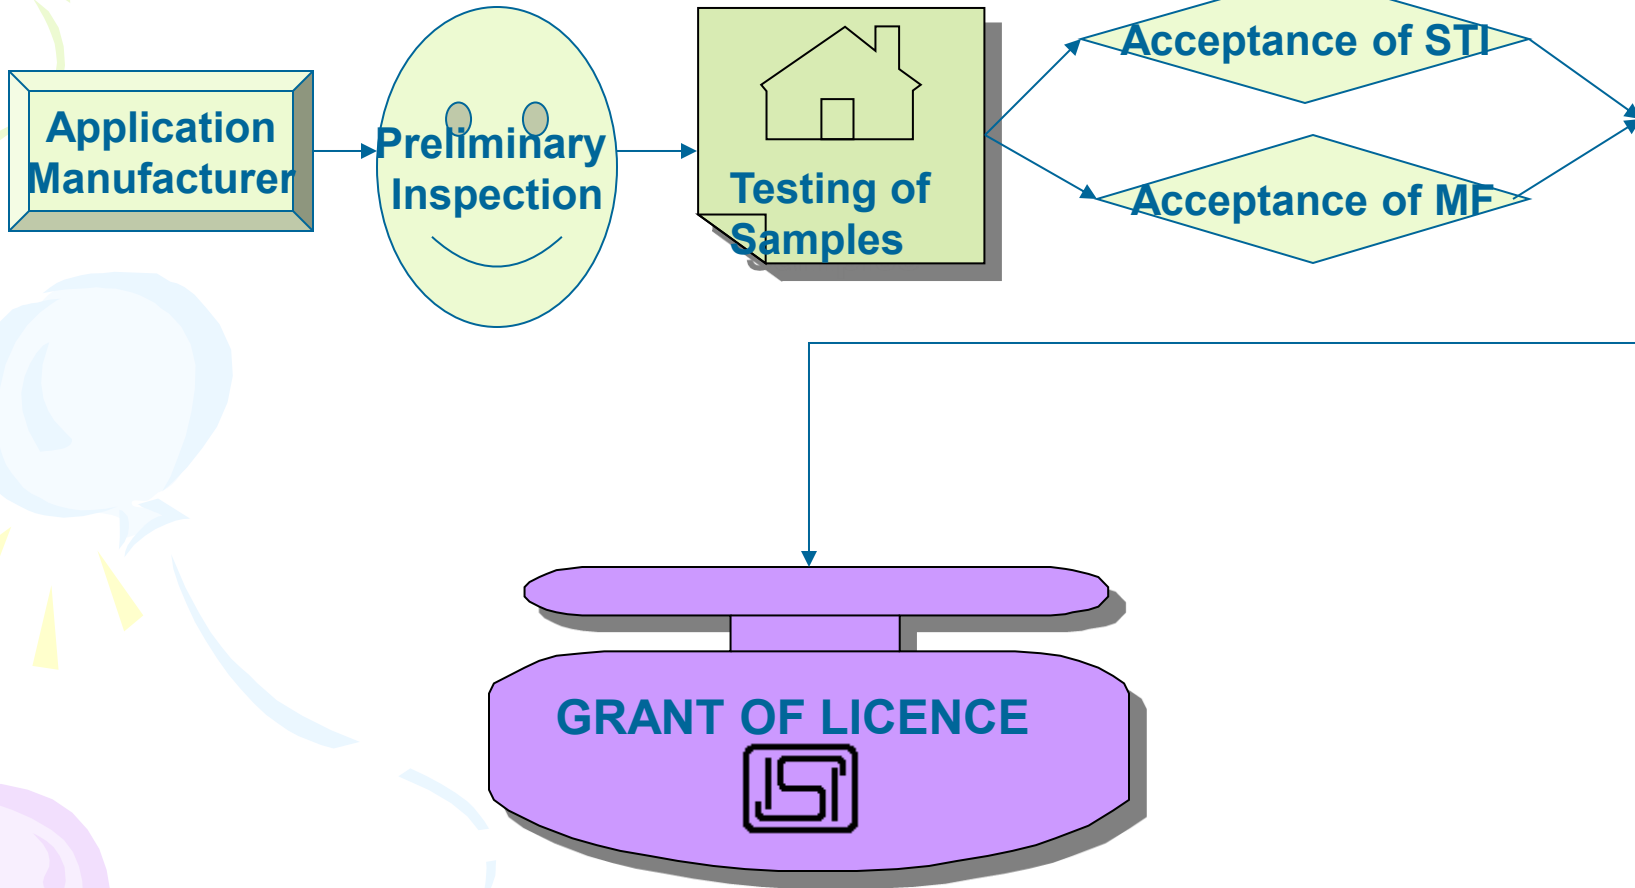 Application
Manufacturer
Preliminary
Inspection
Testing of
Samples
Acceptance of STI
Acceptance of MF
GRANT OF LICENCE
ISI